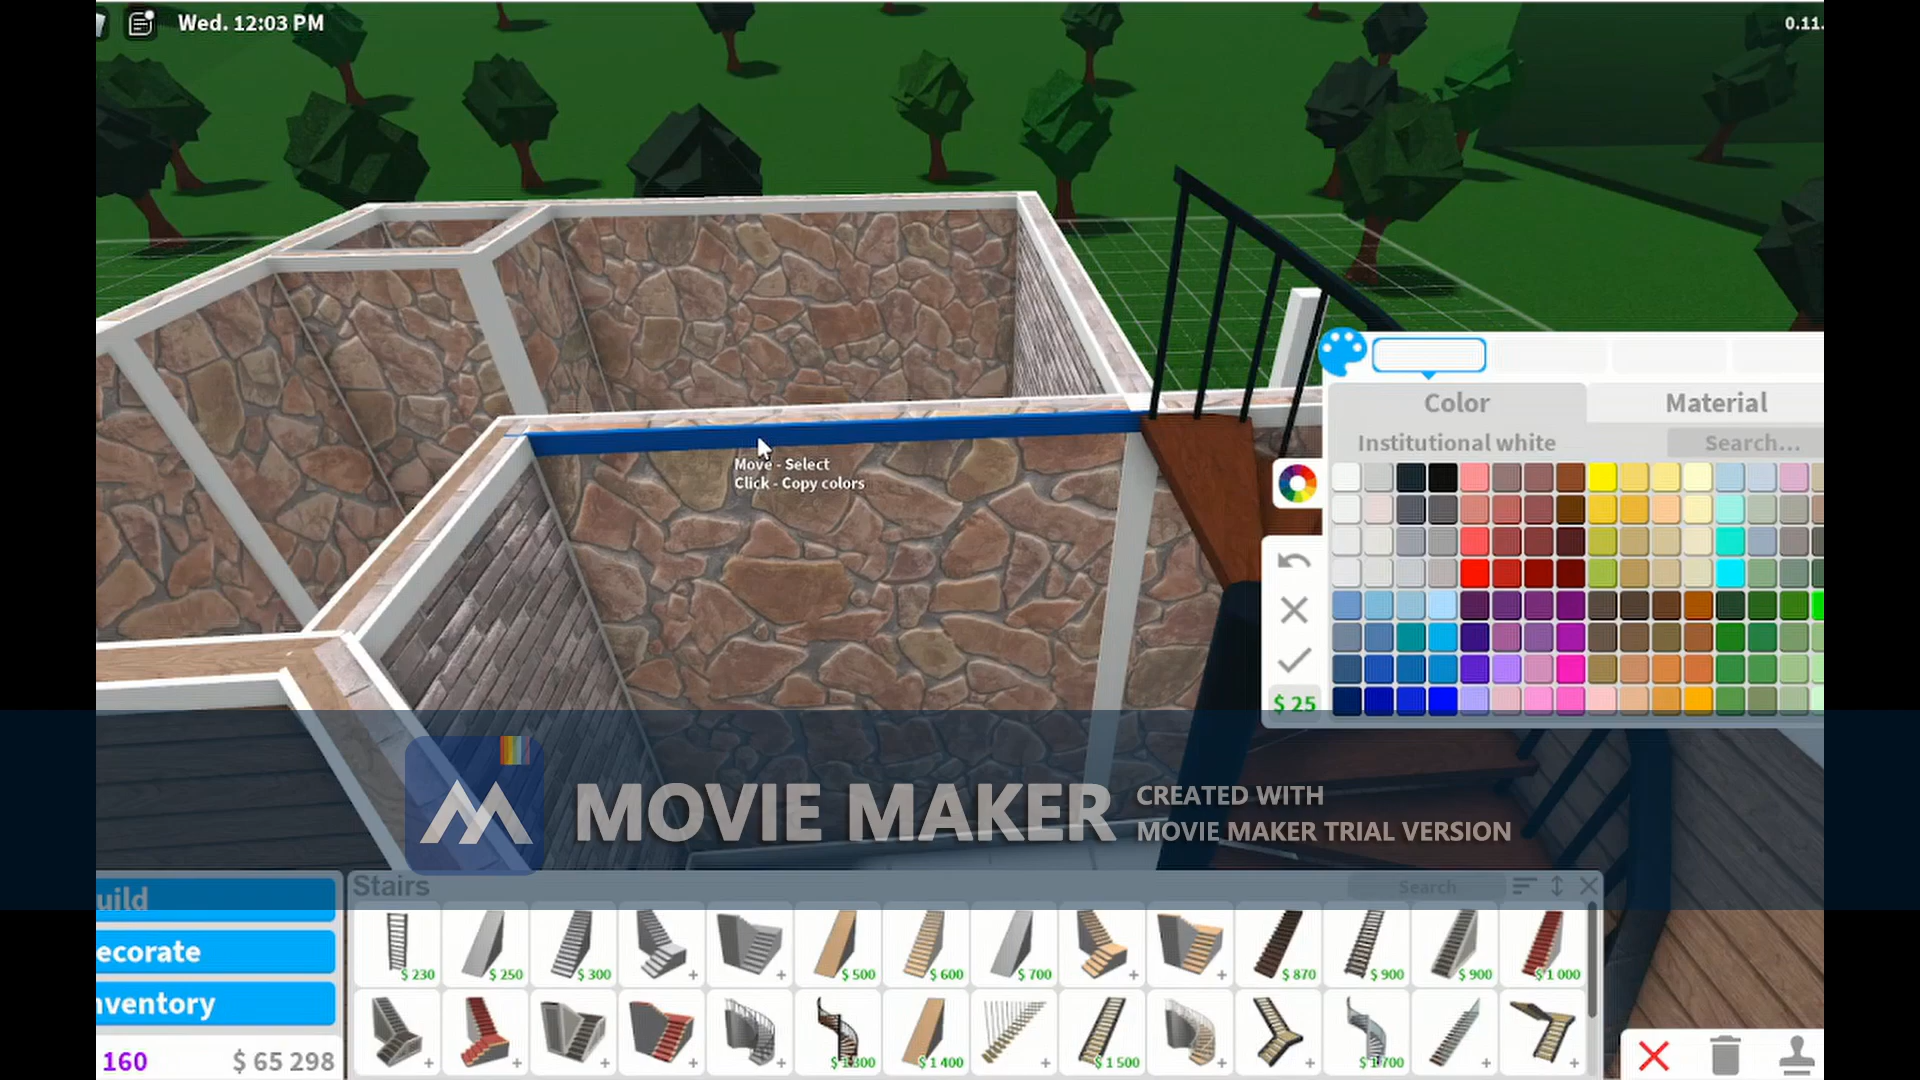 Wed. 12:03 PM
0.11.
Color
Material
Institutional white
Search...
Move - Select
Click - Copy colors
$ 25
MOVIE MAKER
CREATED WITH
MOVIE MAKER TRIAL VERSION
uild
ecorate
nventory
160
$ 65 298
Stairs
Search
$ 230
$ 250
$ 300
+
+
$ 500
$ 600
$ 700
+
+
$ 870
$ 900
$ 900
$ 1 000
+
+
+
+
+
$ 1 300
$ 1 400
+
$ 1 500
+
+
$ 1 700
+
+